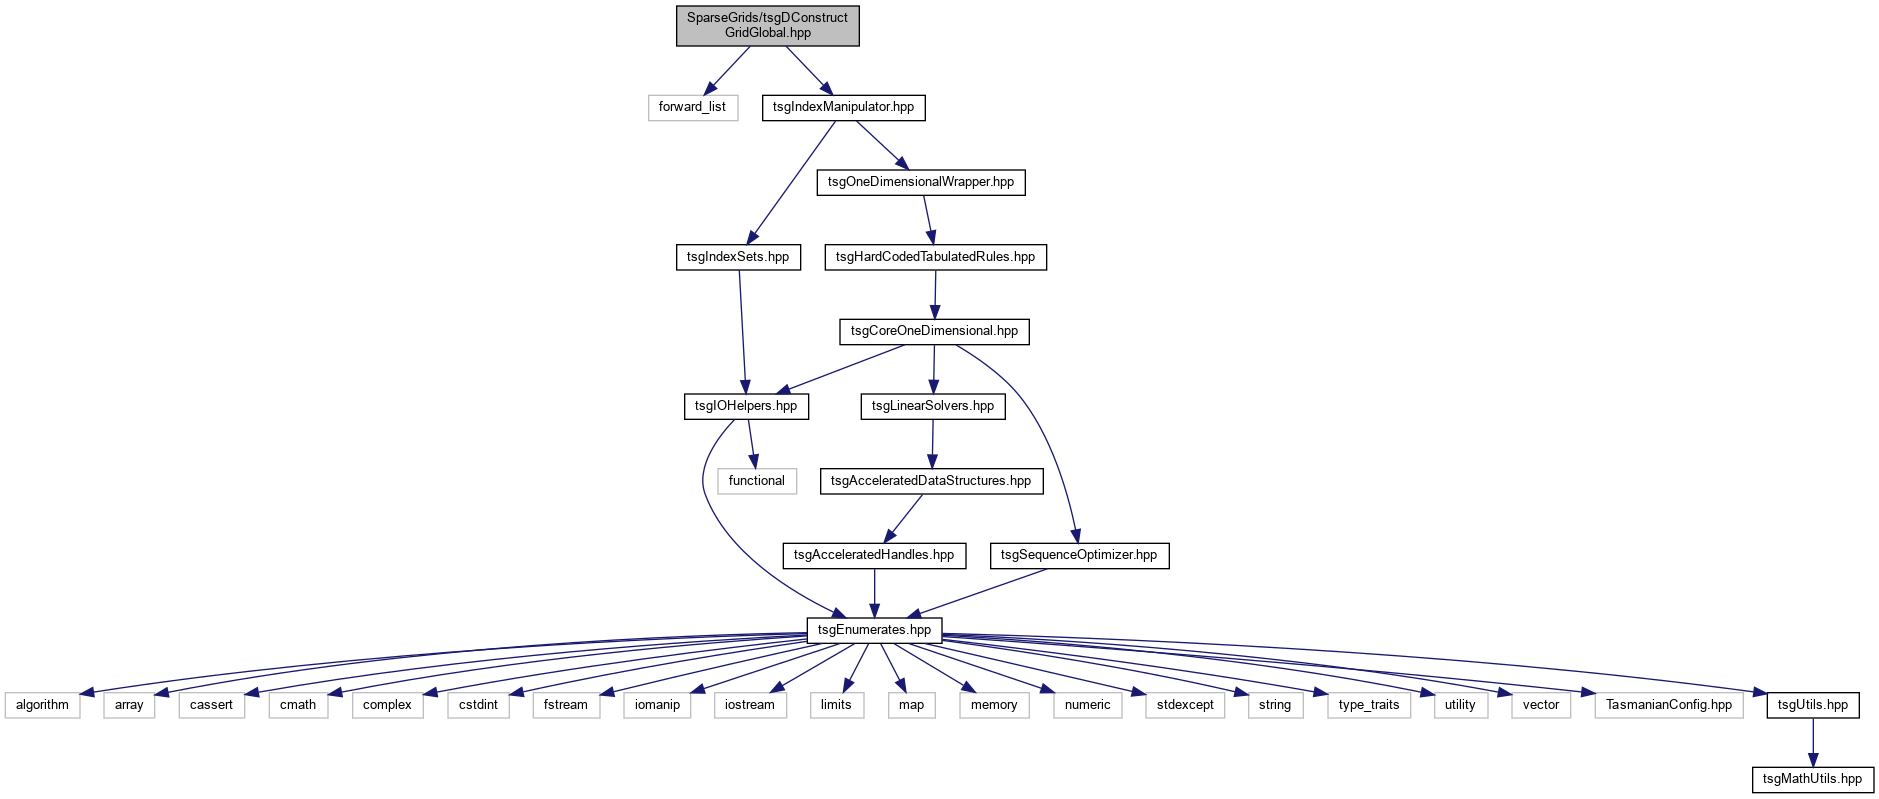 SparseGrids/tsgDConstruct
GridGlobal.hpp
forward_list
tsgIndexManipulator.hpp
tsgOneDimensionalWrapper.hpp
tsgIndexSets.hpp
tsgHardCodedTabulatedRules.hpp
tsgCoreOneDimensional.hpp
tsgIOHelpers.hpp
tsgLinearSolvers.hpp
functional
tsgAcceleratedDataStructures.hpp
tsgAcceleratedHandles.hpp
tsgSequenceOptimizer.hpp
tsgEnumerates.hpp
algorithm
array
cassert
cmath
complex
cstdint
fstream
iomanip
iostream
limits
map
memory
numeric
stdexcept
string
type_traits
utility
vector
TasmanianConfig.hpp
tsgUtils.hpp
tsgMathUtils.hpp